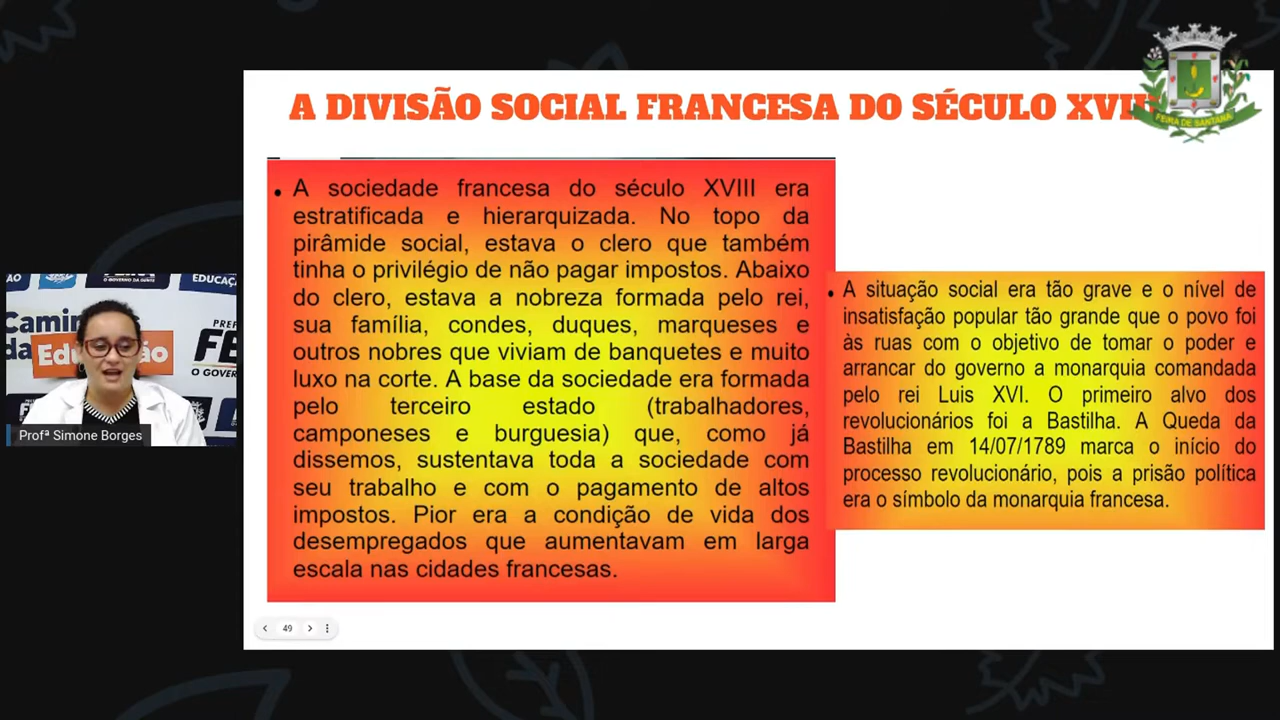 A DIVISÃO SOCIAL FRANCESA DO SÉCULO
FEIRA DE SANTANA
• A sociedade francesa do século XVIII era
estratificada e hierarquizada. No topo da
pirâmide social, estava o clero que também
tinha o privilégio de não pagar impostos. Abaixo
do clero, estava a nobreza formada pelo rei,
sua família, condes, duques, marqueses e
outros nobres que viviam de banquetes e muito
luxo na corte. A base da sociedade era formada
pelo terceiro estado (trabalhadores,
camponeses e burguesia) que, como já
dissemos, sustentava toda a sociedade com
seu trabalho e com o pagamento de altos
impostos. Pior era a condição de vida dos
desempregados que aumentavam em larga
escala nas cidades francesas.
• A situação social era tão grave e o nível de
insatisfação popular tão grande que o povo foi
às ruas com o objetivo de tomar o poder e
arrancar do governo a monarquia comandada
pelo rei Luis XVI. O primeiro alvo dos
revolucionários foi a Bastilha. A Queda da
Bastilha em 14/07/1789 marca o início do
processo revolucionário, pois a prisão política
era o símbolo da monarquia francesa.
EDUCAÇÃ
da
O GOVER
Profª Simone Borges
49